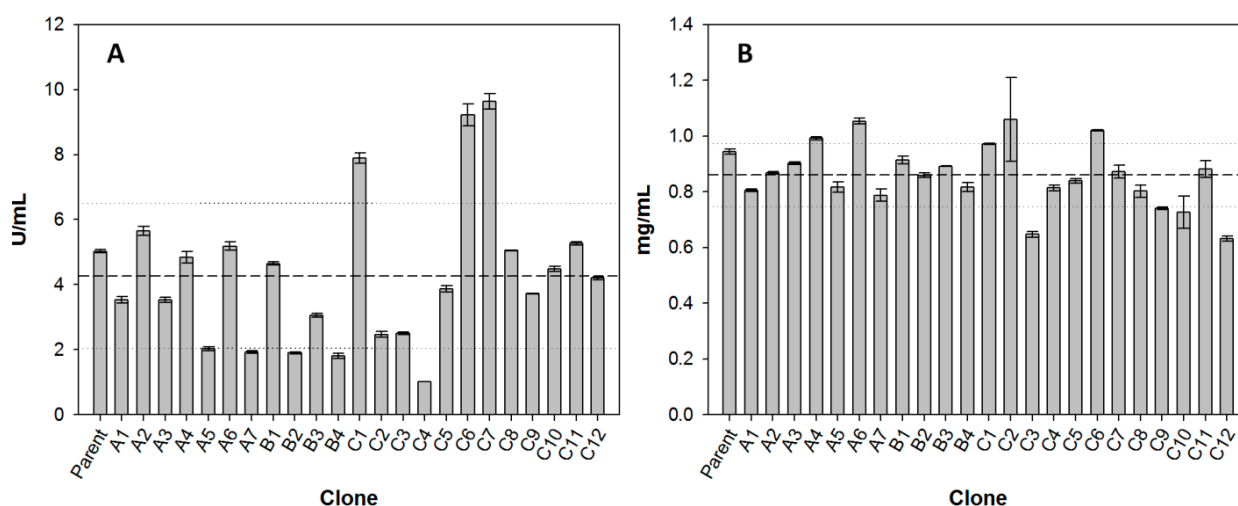 A
U/mL
12
10
8
6
4
2
0
Parent
A1
A2
A3
A4
A5
A6
A7
B1
B2
B3
B4
C1
C2
C3
C4
C5
C6
C7
C8
C9
C10
C11
C12
Clone
B
mg/mL
1.4
1.2
1.0
0.8
0.6
0.4
0.2
0.0
Parent
A1
A2
A3
A4
A5
A6
A7
B1
B2
B3
B4
C1
C2
C3
C4
C5
C6
C7
C8
C9
C10
C11
C12
Clone